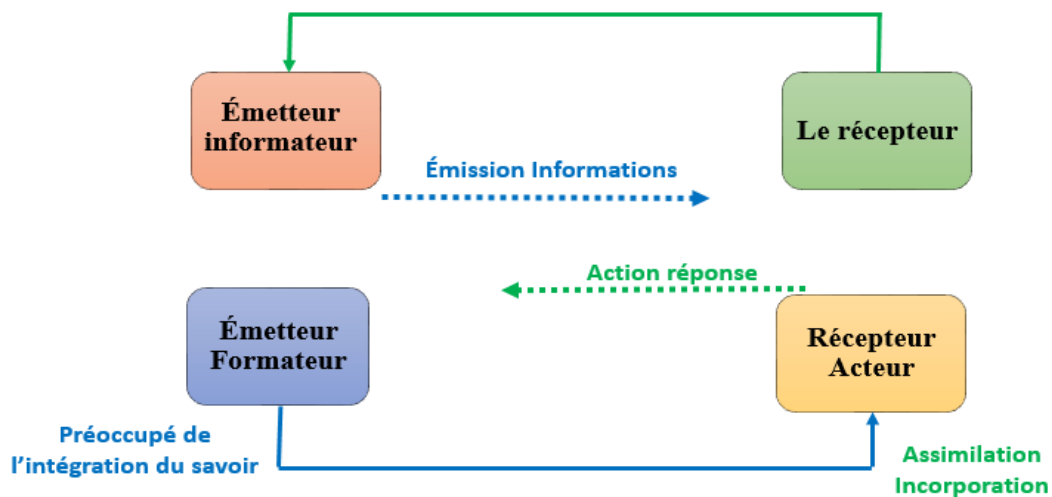 Émetteur
informateur
Le récepteur
Émission Informations
Action réponse
Émetteur
Formateur
Récepteur
Acteur
Préoccupé de
l’intégration du savoir
Assimilation
Incorporation